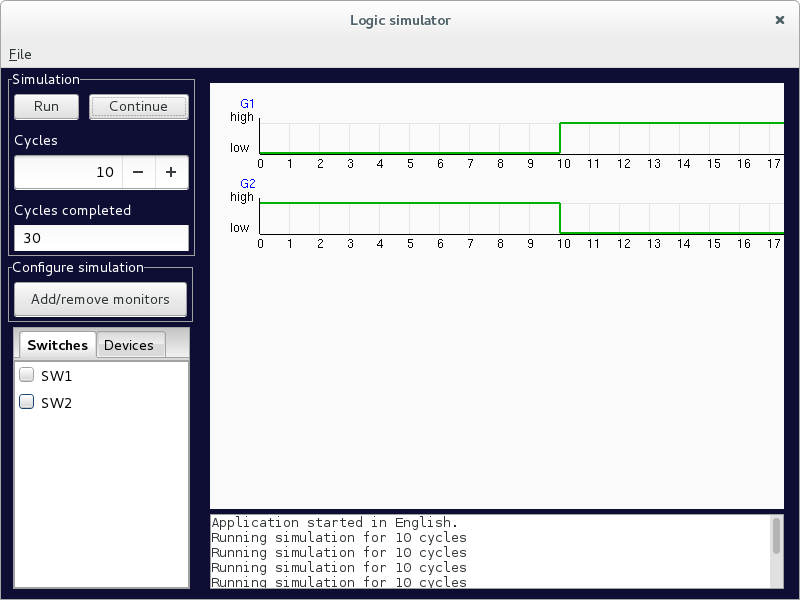 Logic simulator
File
Simulation
Run Continue
Cycles
10 − +
Cycles completed
30
Configure simulation
Add/remove monitors
Switches Devices
SW1
SW2
G1
high
low
0 1 2 3 4 5 6 7 8 9 10 11 12 13 14 15 16 17
G2
high
low
0 1 2 3 4 5 6 7 8 9 10 11 12 13 14 15 16 17
Application started in English.
Running simulation for 10 cycles
Running simulation for 10 cycles
Running simulation for 10 cycles
Running simulation for 10 cycles